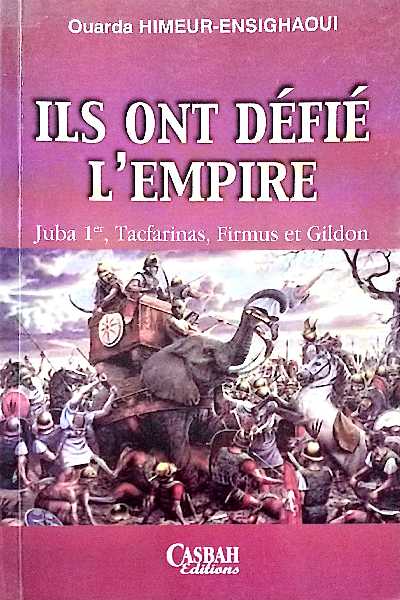 Ouarda HIMEUR-ENSIGHAOUI
ILS ONT DÉFIÉ
L'EMPIRE
Juba 1er, Tacfarinas, Firmus et Gildon
CASBAH
Editions